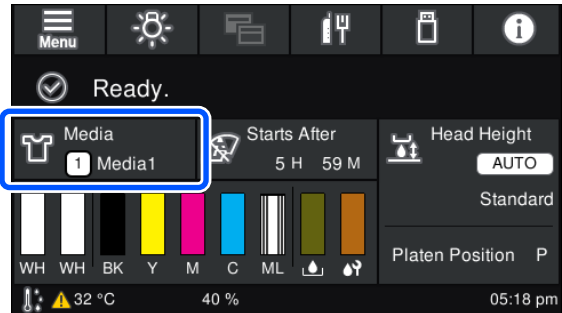 Menu
i
Ready.
Media
1 Media1
Starts After
5 H 59 M
Head Height
AUTO
Standard
WH WH BK Y M C ML
Platen Position P
32 °C 40 % 05:18 pm